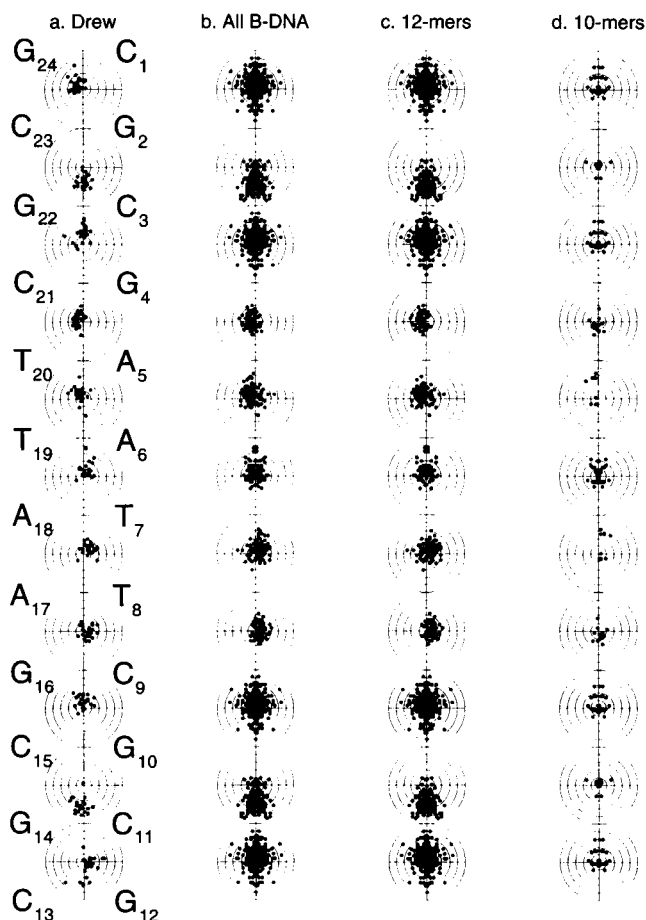 a. Drew b. All B-DNA c. 12-mers d. 10-mers
G24 C1
C23 G2
G22 C3
C21 G4
T20 A5
T19 A6
A18 T7
A17 T8
G16 C9
C15 G10
G14 C11
C13 G12